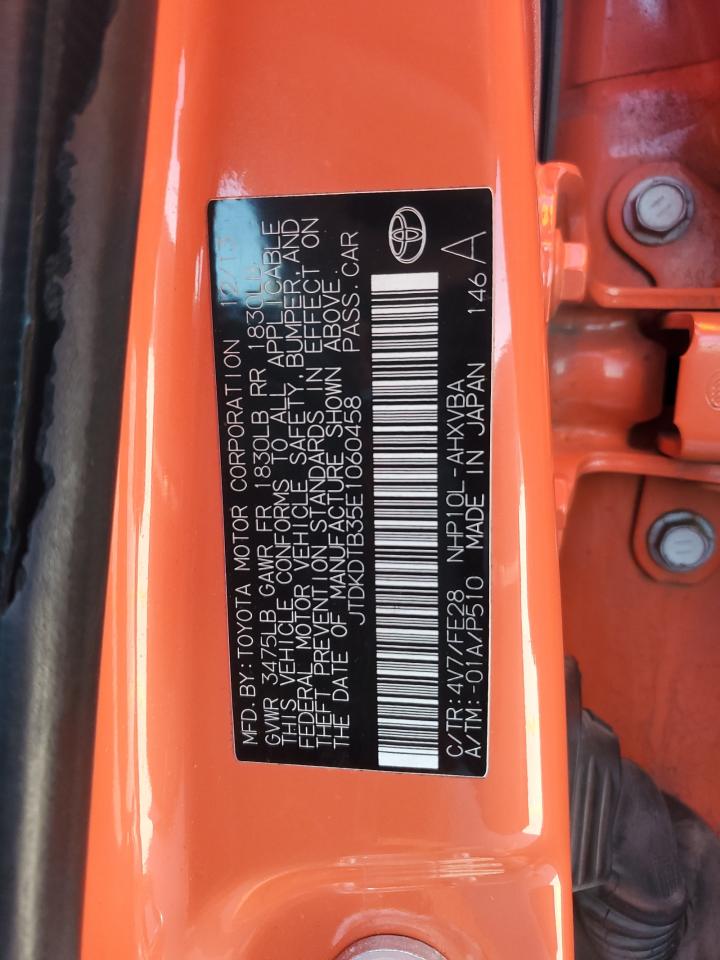 MFD. BY: TOYOTA MOTOR CORPORATION 12/13
GVWR 3475LB GAWR FR 1830LB RR 1830LB
THIS VEHICLE CONFORMS TO ALL APPLICABLE
FEDERAL MOTOR VEHICLE SAFETY, BUMPER, AND
THEFT PREVENTION STANDARDS IN EFFECT ON
THE DATE OF MANUFACTURE SHOWN ABOVE.
JTDKDTB35E1060458 PASS. CAR
C/TR: 4V7/FE28 NHP10L-AHXVBA
A/TM: -01A/P510 MADE IN JAPAN 146 A